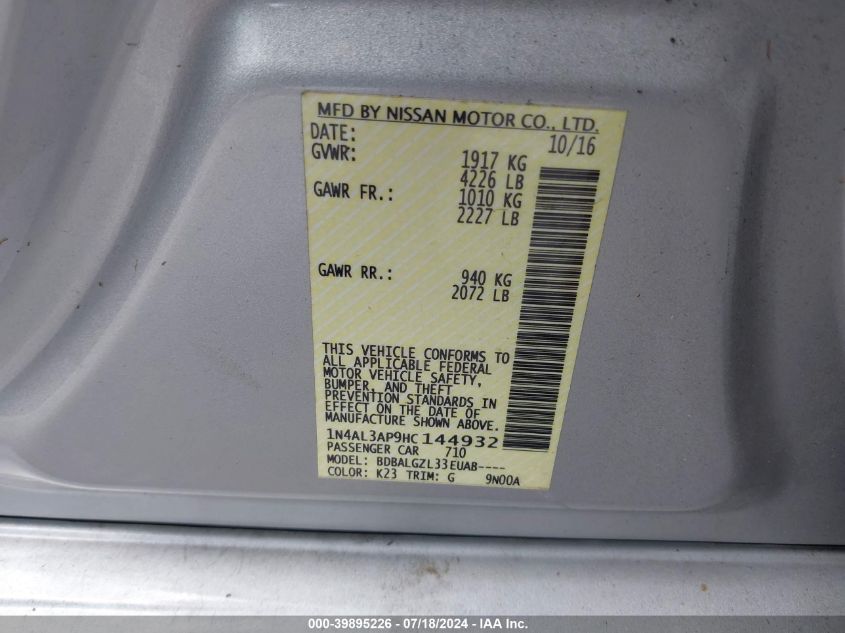 MFD BY NISSAN MOTOR CO., LTD.
DATE: 10/16
GVWR: 1917 KG
4226 LB
GAWR FR.: 1010 KG
2227 LB
GAWR RR.: 940 KG
2072 LB
THIS VEHICLE CONFORMS TO
ALL APPLICABLE FEDERAL
MOTOR VEHICLE SAFETY,
BUMPER, AND THEFT
PREVENTION STANDARDS IN
EFFECT ON THE DATE OF
MANUFACTURE SHOWN ABOVE.
1N4AL3AP9HC144932
PASSENGER CAR 710
MODEL: BDBALGZL33EUAB----
COLOR: K23 TRIM: G 9N00A
000-39895226 - 07/18/2024 - IAA Inc.